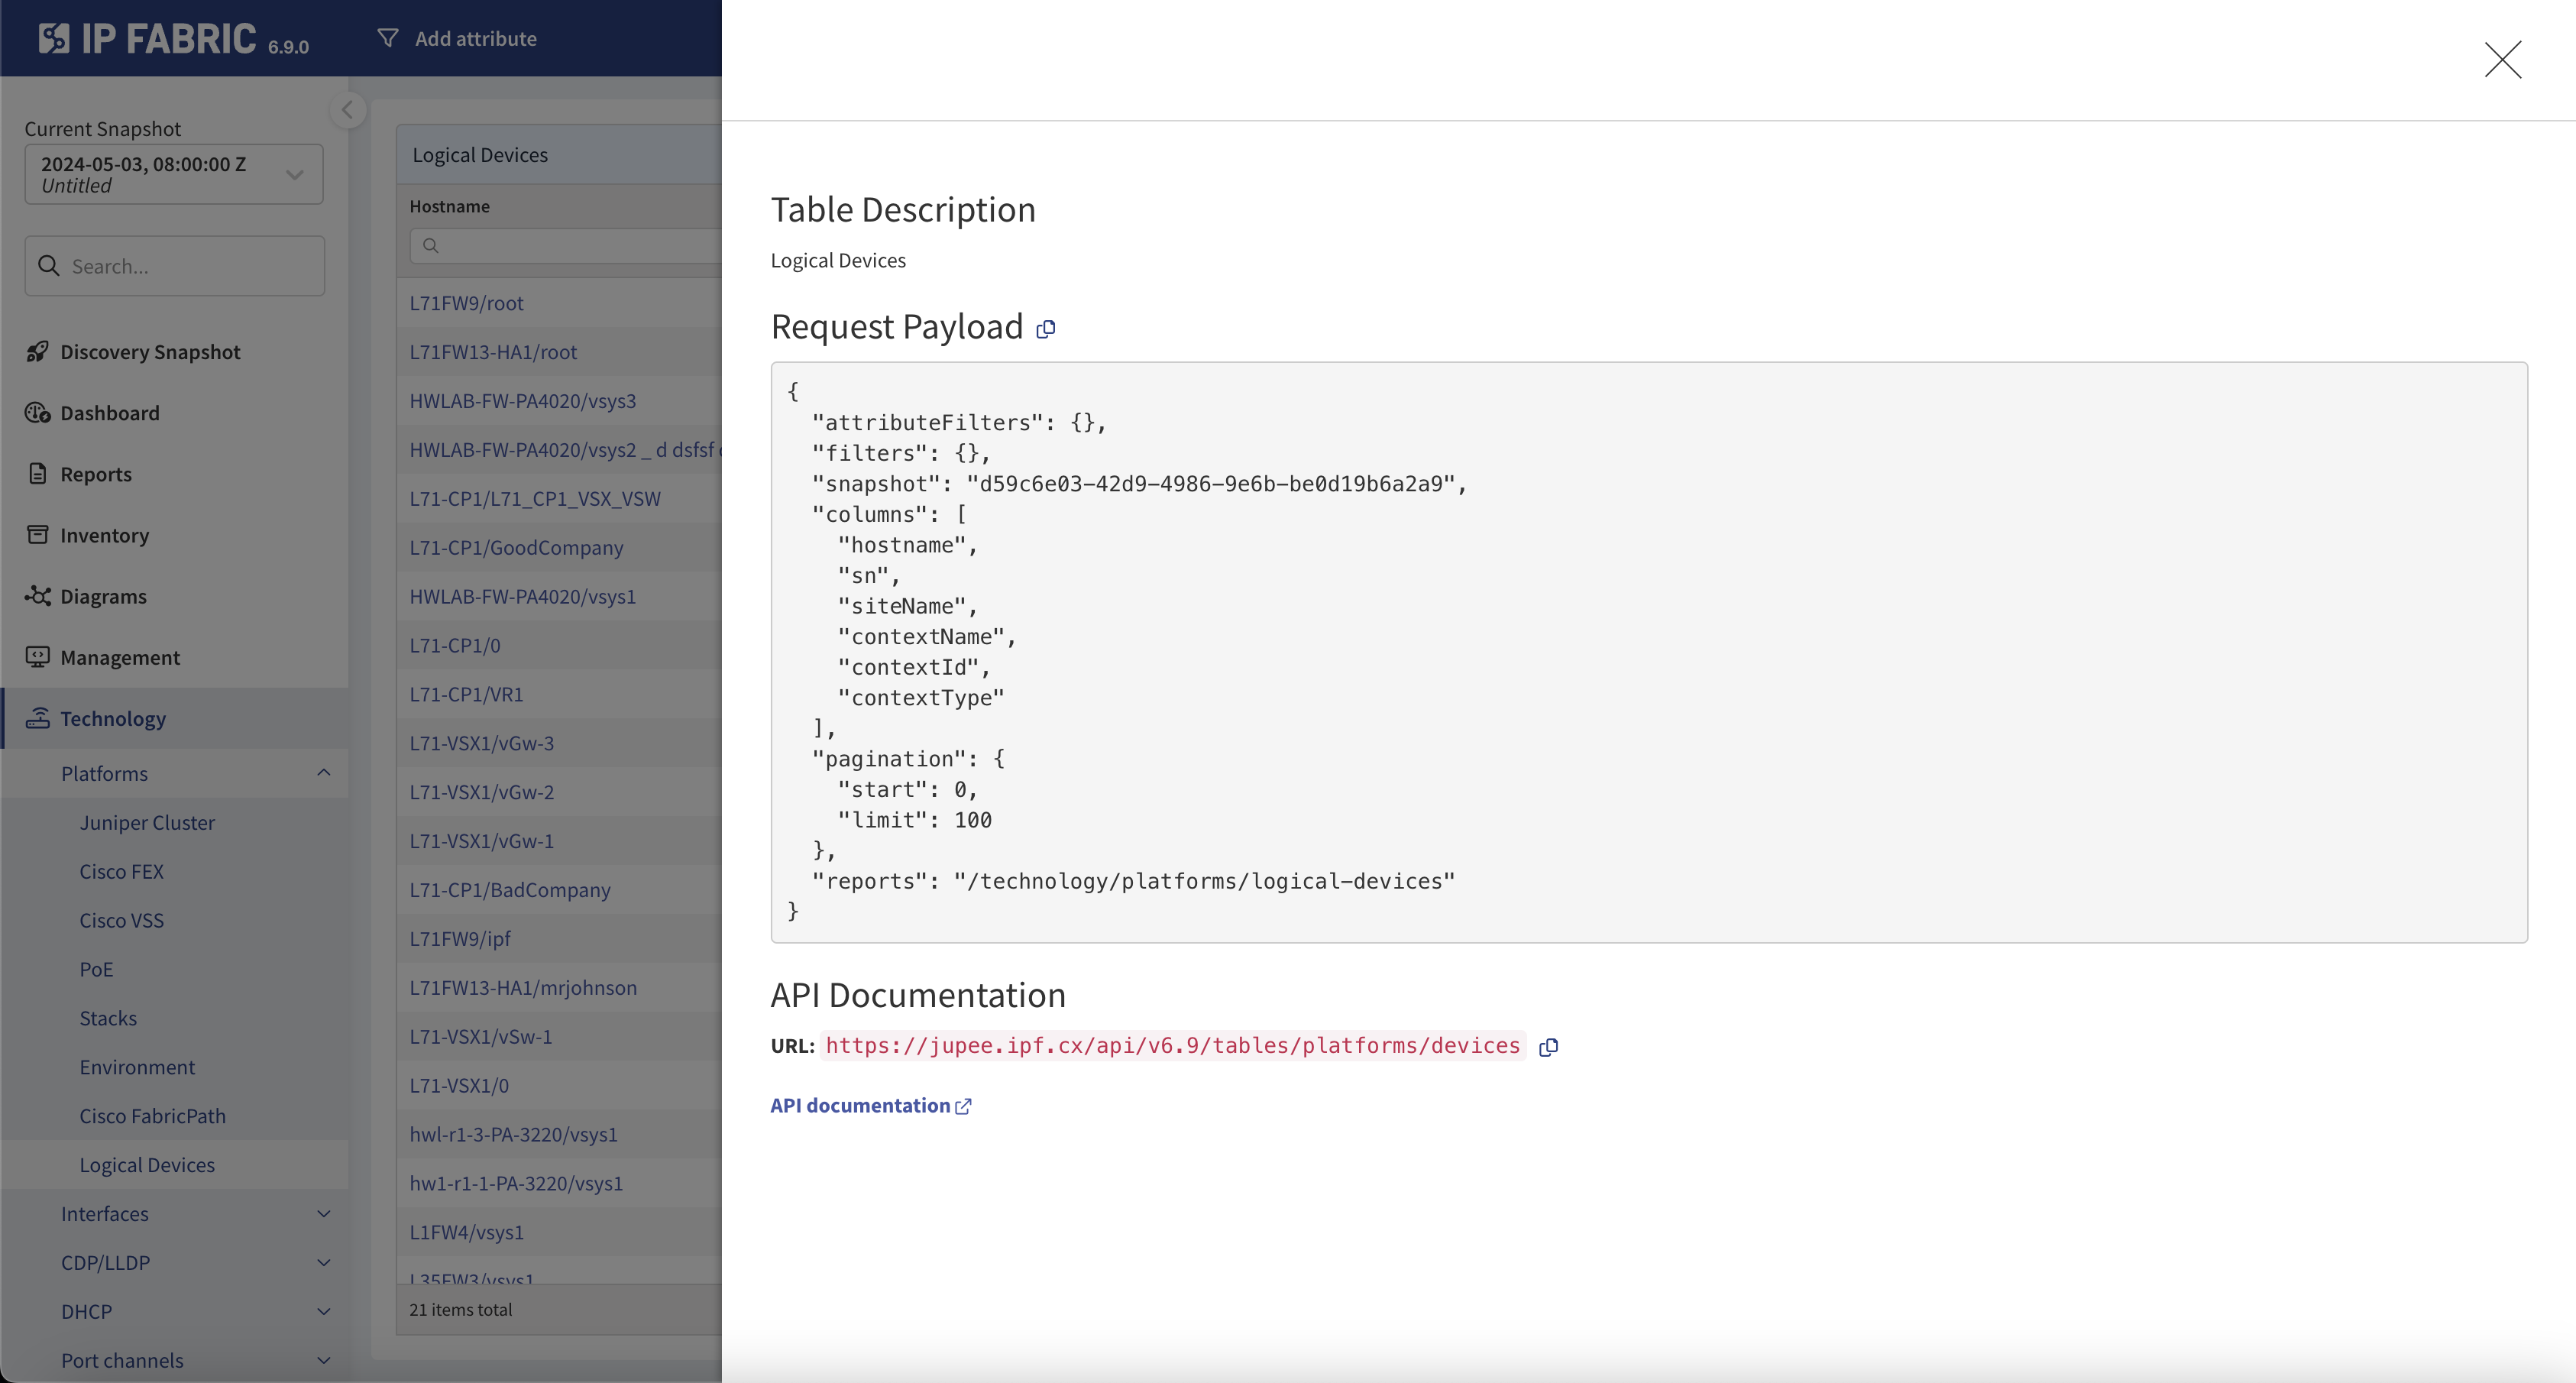 IP FABRIC 6.9.0
Add attribute
Current Snapshot
2024-05-03, 08:00:00 Z
Untitled
Search...
Discovery Snapshot
Dashboard
Reports
Inventory
Diagrams
Management
Technology
Platforms
Juniper Cluster
Cisco FEX
Cisco VSS
PoE
Stacks
Environment
Cisco FabricPath
Logical Devices
Interfaces
CDP/LLDP
DHCP
Port channels
Logical Devices
Hostname
L71FW9/root
L71FW13-HA1/root
HWLAB-FW-PA4020/vsys3
HWLAB-FW-PA4020/vsys2 _ d dsfsf
L71-CP1/L71_CP1_VSX_VSW
L71-CP1/GoodCompany
HWLAB-FW-PA4020/vsys1
L71-CP1/0
L71-CP1/VR1
L71-VSX1/vGw-3
L71-VSX1/vGw-2
L71-VSX1/vGw-1
L71-CP1/BadCompany
L71FW9/ipf
L71FW13-HA1/mrjohnson
L71-VSX1/vSw-1
L71-VSX1/0
hwl-r1-3-PA-3220/vsys1
hw1-r1-1-PA-3220/vsys1
L1FW4/vsys1
L35FW3/vsys1
21 items total
Table Description
Logical Devices
Request Payload
{
"attributeFilters": {},
"filters": {},
"snapshot": "d59c6e03-42d9-4986-9e6b-be0d19b6a2a9",
"columns": [
"hostname",
"sn",
"siteName",
"contextName",
"contextId",
"contextType"
],
"pagination": {
"start": 0,
"limit": 100
},
"reports": "/technology/platforms/logical-devices"
}
API Documentation
URL: https://jupee.ipf.cx/api/v6.9/tables/platforms/devices
API documentation